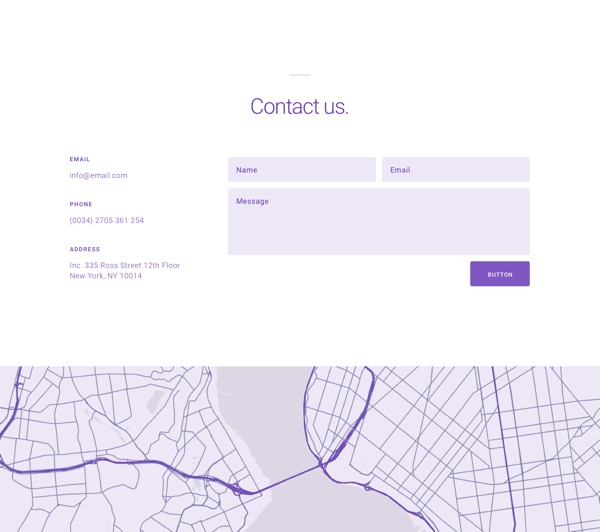 Contact us.
EMAIL
info@email.com
PHONE
(0034) 2705 361 254
ADDRESS
Inc. 335 Ross Street 12th Floor
New York, NY 10014
Name
Email
Message
BUTTON